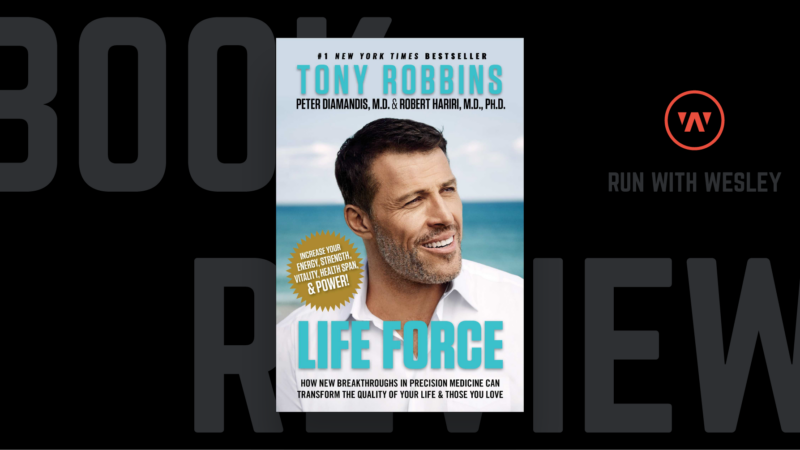 BOOK
REVIEW
#1 NEW YORK TIMES BESTSELLER
TONY ROBBINS
PETER DIAMANDIS, M.D. & ROBERT HARIRI, M.D., PH.D.
INCREASE YOUR
ENERGY, STRENGTH,
VITALITY, HEALTH SPAN,
& POWER!
LIFE FORCE
HOW NEW BREAKTHROUGHS IN PRECISION MEDICINE CAN
TRANSFORM THE QUALITY OF YOUR LIFE & THOSE YOU LOVE
W
RUN WITH WESLEY